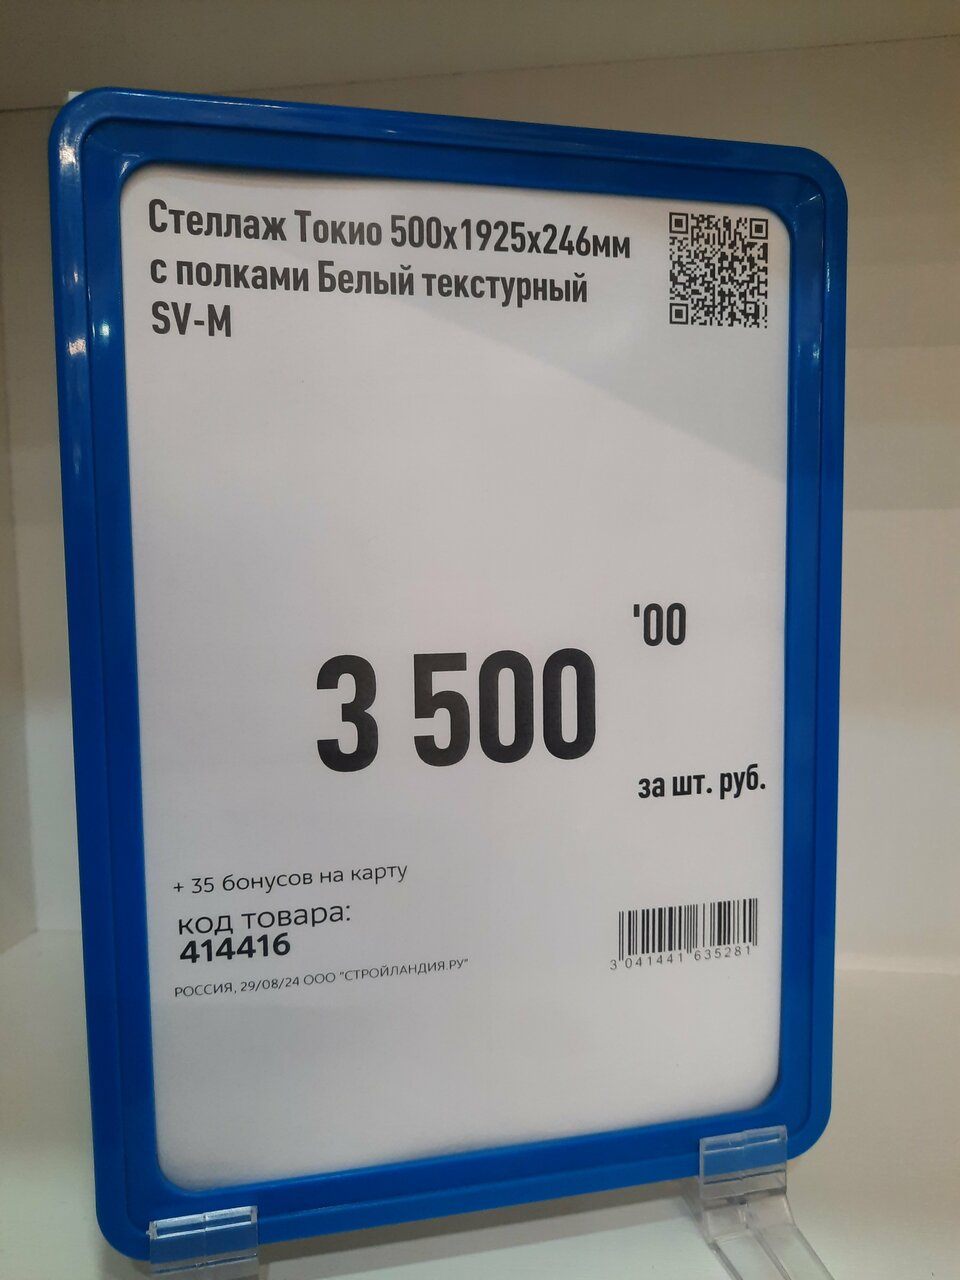 Стеллаж Токио 500х1925х246мм
с полками Белый текстурный
SV-M
3 500 '00
за шт. руб.
+ 35 бонусов на карту
код товара:
414416
РОССИЯ, 29/08/24 ООО "СТРОЙЛАНДИЯ.РУ"
3 041441 635281